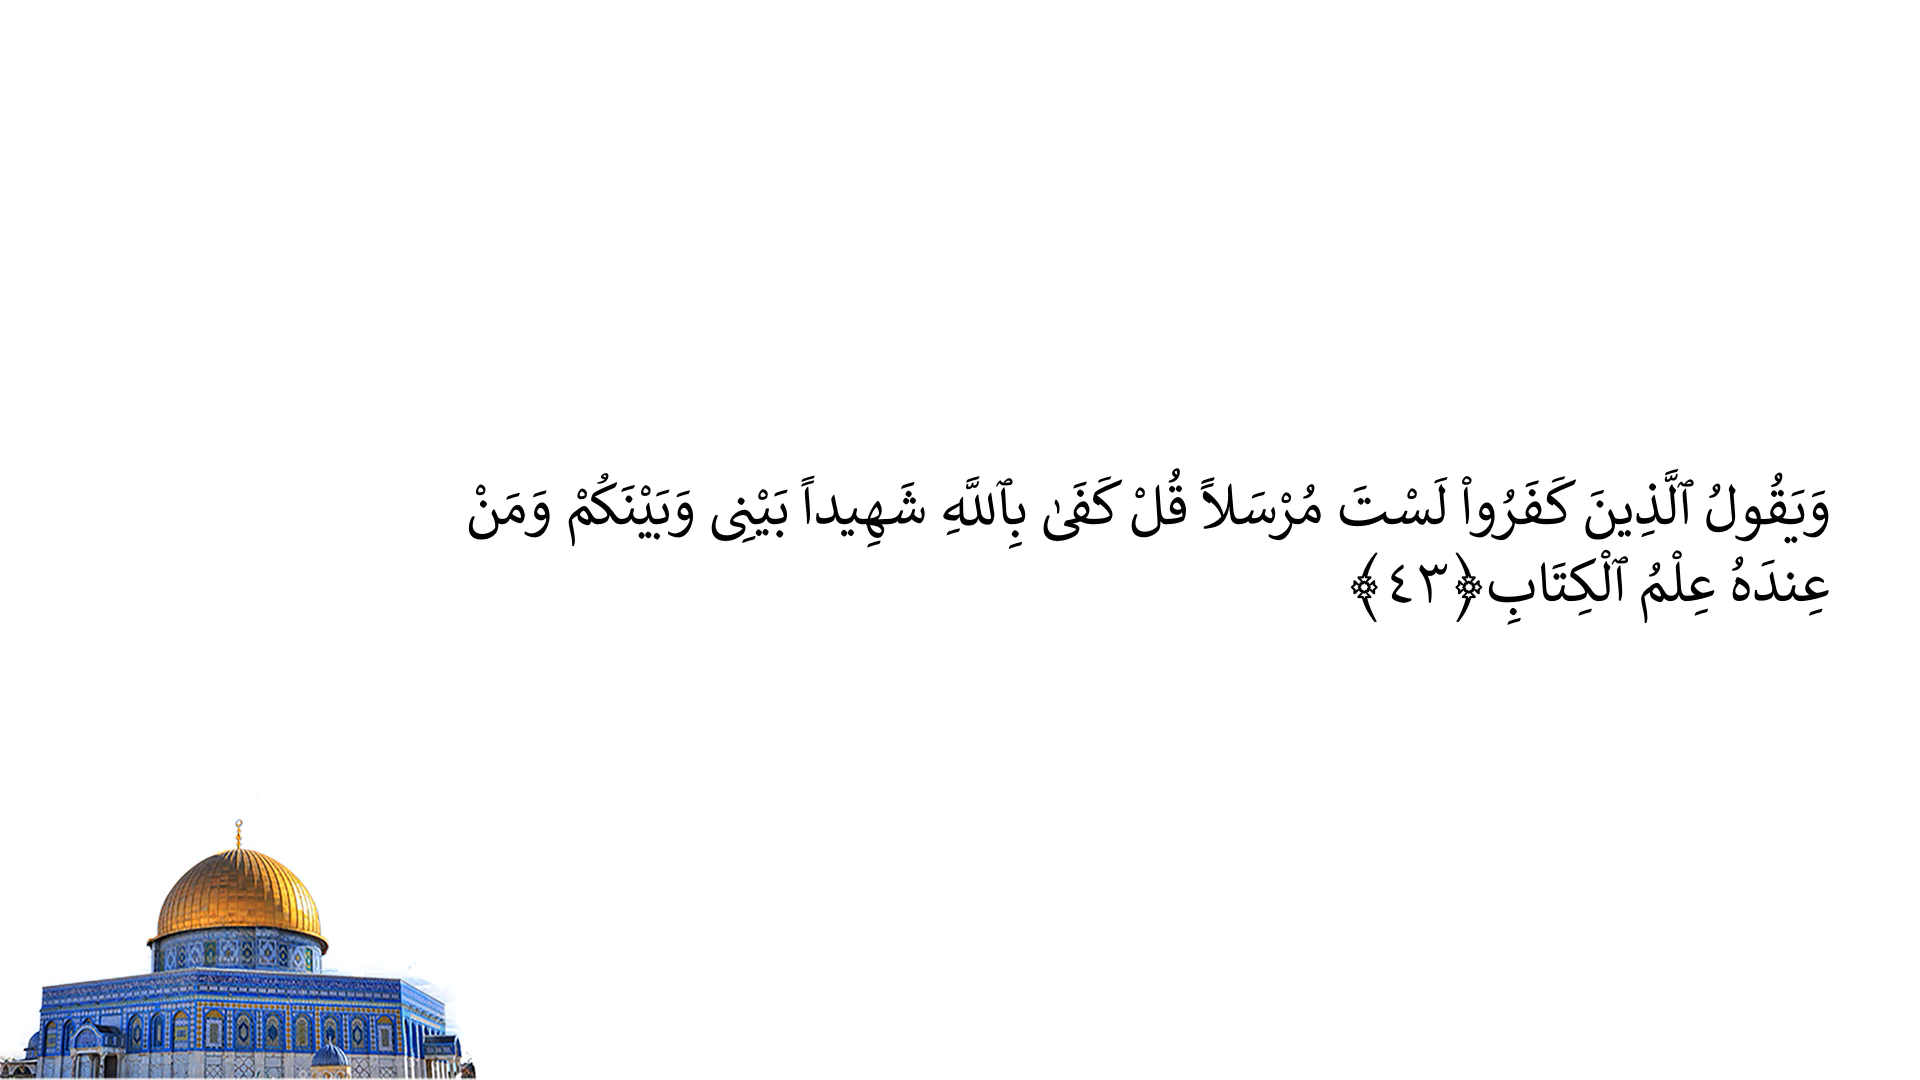 وَيَقُولُ ٱلَّذِينَ كَفَرُوا۟ لَسْتَ مُرْسَلاً قُلْ كَفَىٰ بِٱللَّهِ شَهِيداً بَيْنِى وَبَيْنَكُمْ وَمَنْ
عِندَهُ عِلْمُ ٱلْكِتَابِ﴿٤٣﴾